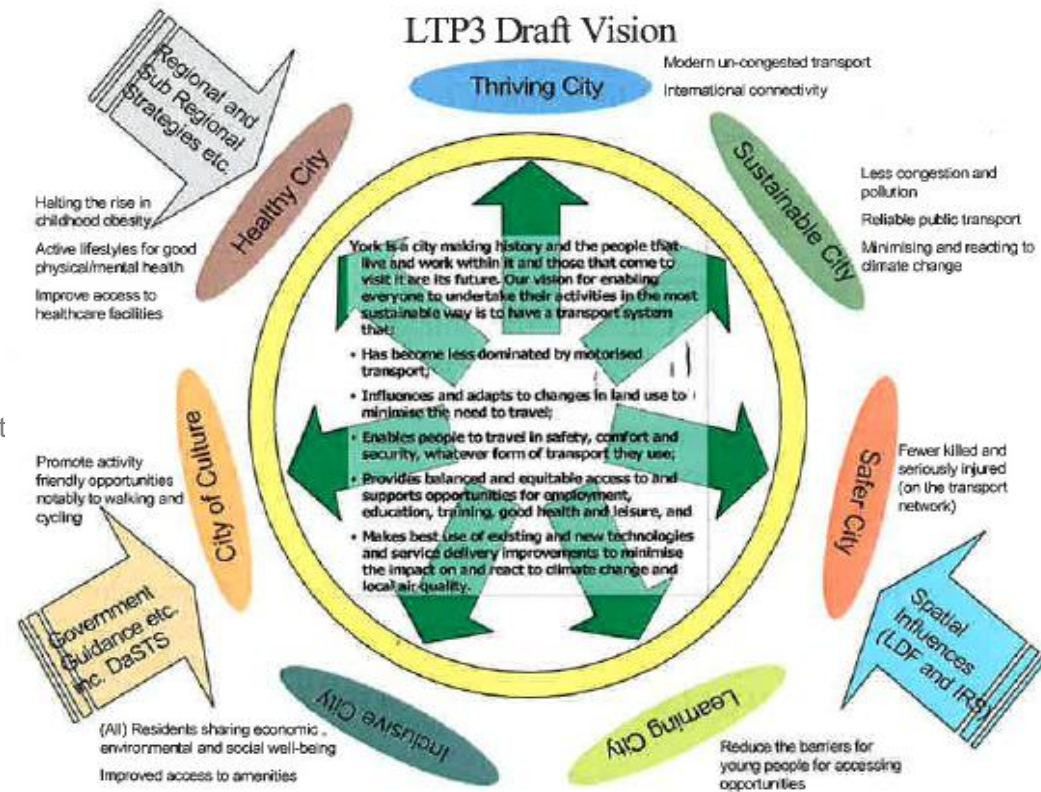 LTP3 Draft Vision
Thriving City
Modern un-congested transport
International connectivity
Regional and
Sub Regional
Strategies etc.
Healthy City
Halting the rise in
childhood obesity
Active lifestyles for good
physical/mental health
Improve access to
healthcare facilities
Sustainable City
Less congestion and
pollution
Reliable public transport
Minimising and reacting to
climate change
York is a city making history and the people that
live and work within it and those that come to
visit it are its future. Our vision for enabling
everyone to undertake their activities in the most
sustainable way is to have a transport system
that:
• Has become less dominated by motorised
transport;
• Influences and adapts to changes in land use to
minimise the need to travel;
• Enables people to travel in safety, comfort and
security, whatever form of transport they use;
• Provides balanced and equitable access to and
supports opportunities for employment,
education, training, good health and leisure, and
• Makes best use of existing and new technologies
and service delivery improvements to minimise
the impact on and react to climate change and
local air quality.
t
City of Culture
Promote activity
friendly opportunities
notably to walking and
cycling
Safer City
Fewer killed and
seriously injured
(on the transport
network)
Government
Guidance etc.
inc. DaSTS
Spatial
Influences
(LDF and IRS)
Inclusive City
(All) Residents sharing economic,
environmental and social well-being
Improved access to amenities
Learning City
Reduce the barriers for
young people for accessing
opportunities